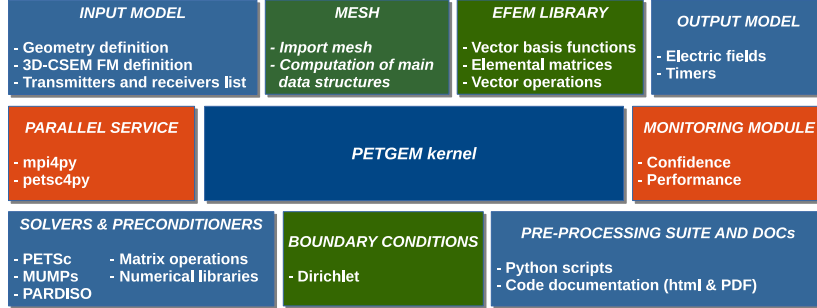 INPUT MODEL
- Geometry definition
- 3D-CSEM FM definition
- Transmitters and receivers list
MESH
- Import mesh
- Computation of main
data structures
EFEM LIBRARY
- Vector basis functions
- Elemental matrices
- Vector operations
OUTPUT MODEL
- Electric fields
- Timers
PARALLEL SERVICE
- mpi4py
- petsc4py
PETGEM kernel
MONITORING MODULE
- Confidence
- Performance
SOLVERS & PRECONDITIONERS
- PETSc
- MUMPs
- PARDISO
- Matrix operations
- Numerical libraries
BOUNDARY CONDITIONS
- Dirichlet
PRE-PROCESSING SUITE AND DOCs
- Python scripts
- Code documentation (html & PDF)